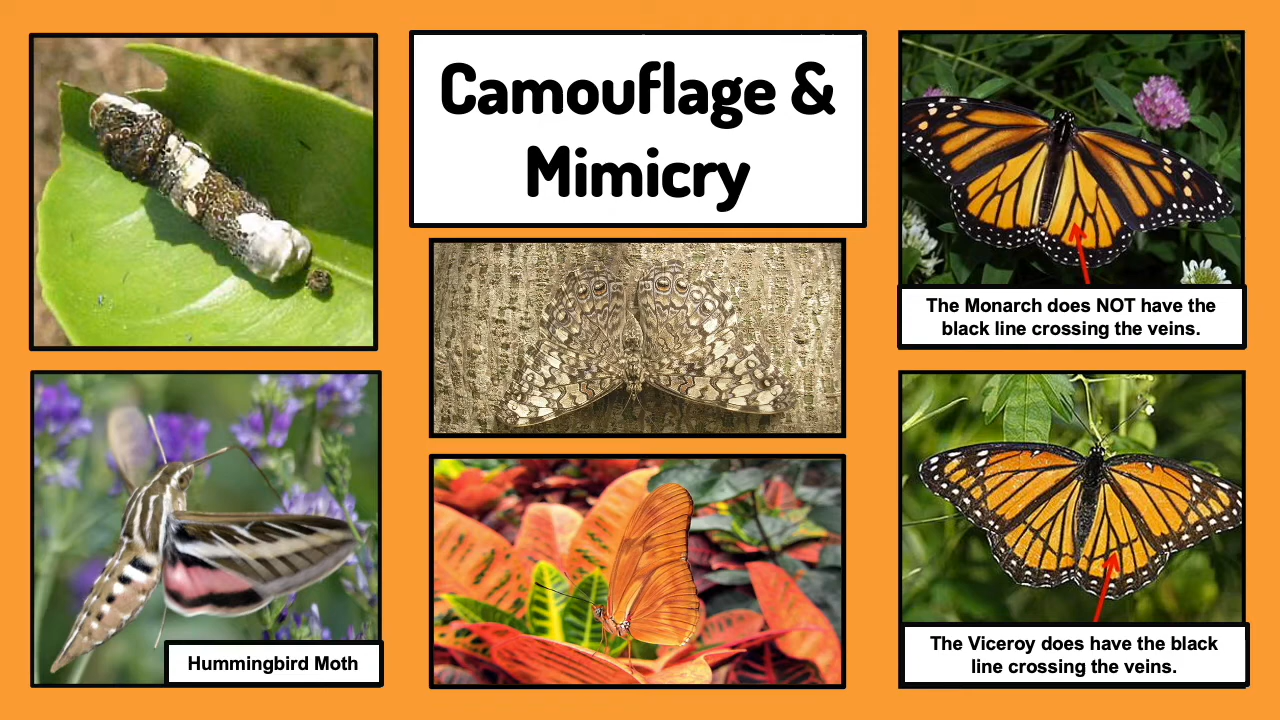 Camouflage &
Mimicry
The Monarch does NOT have the
black line crossing the veins.
Hummingbird Moth
The Viceroy does have the black
line crossing the veins.